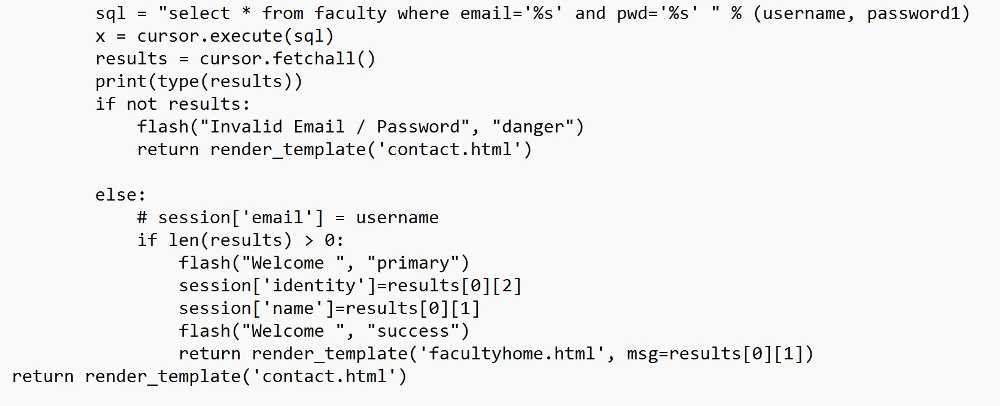 sql = "select * from faculty where email='%s' and pwd='%s' " % (username, password1)
x = cursor.execute(sql)
results = cursor.fetchall()
print(type(results))
if not results:
flash("Invalid Email / Password", "danger")
return render_template('contact.html')
else:
# session['email'] = username
if len(results) > 0:
flash("Welcome ", "primary")
session['identity']=results[0][2]
session['name']=results[0][1]
flash("Welcome ", "success")
return render_template('facultyhome.html', msg=results[0][1])
return render_template('contact.html')